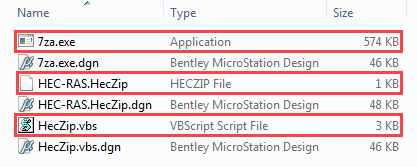 Name Type Size
7za.exe Application 574 KB
7za.exe.dgn Bentley MicroStation Design 46 KB
HEC-RAS.HecZip HECZIP File 1 KB
HEC-RAS.HecZip.dgn Bentley MicroStation Design 48 KB
HecZip.vbs VBScript Script File 3 KB
HecZip.vbs.dgn Bentley MicroStation Design 46 KB